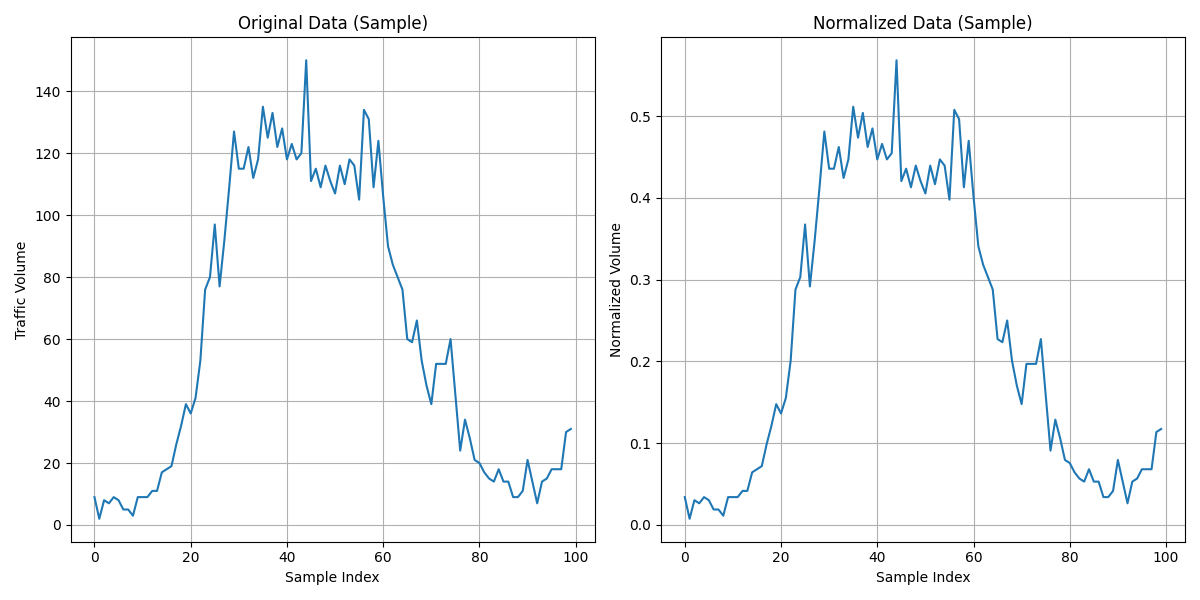 Original Data (Sample)
Traffic Volume
140
120
100
80
60
40
20
0
0 20 40 60 80 100
Sample Index
Normalized Data (Sample)
Normalized Volume
0.5
0.4
0.3
0.2
0.1
0.0
0 20 40 60 80 100
Sample Index